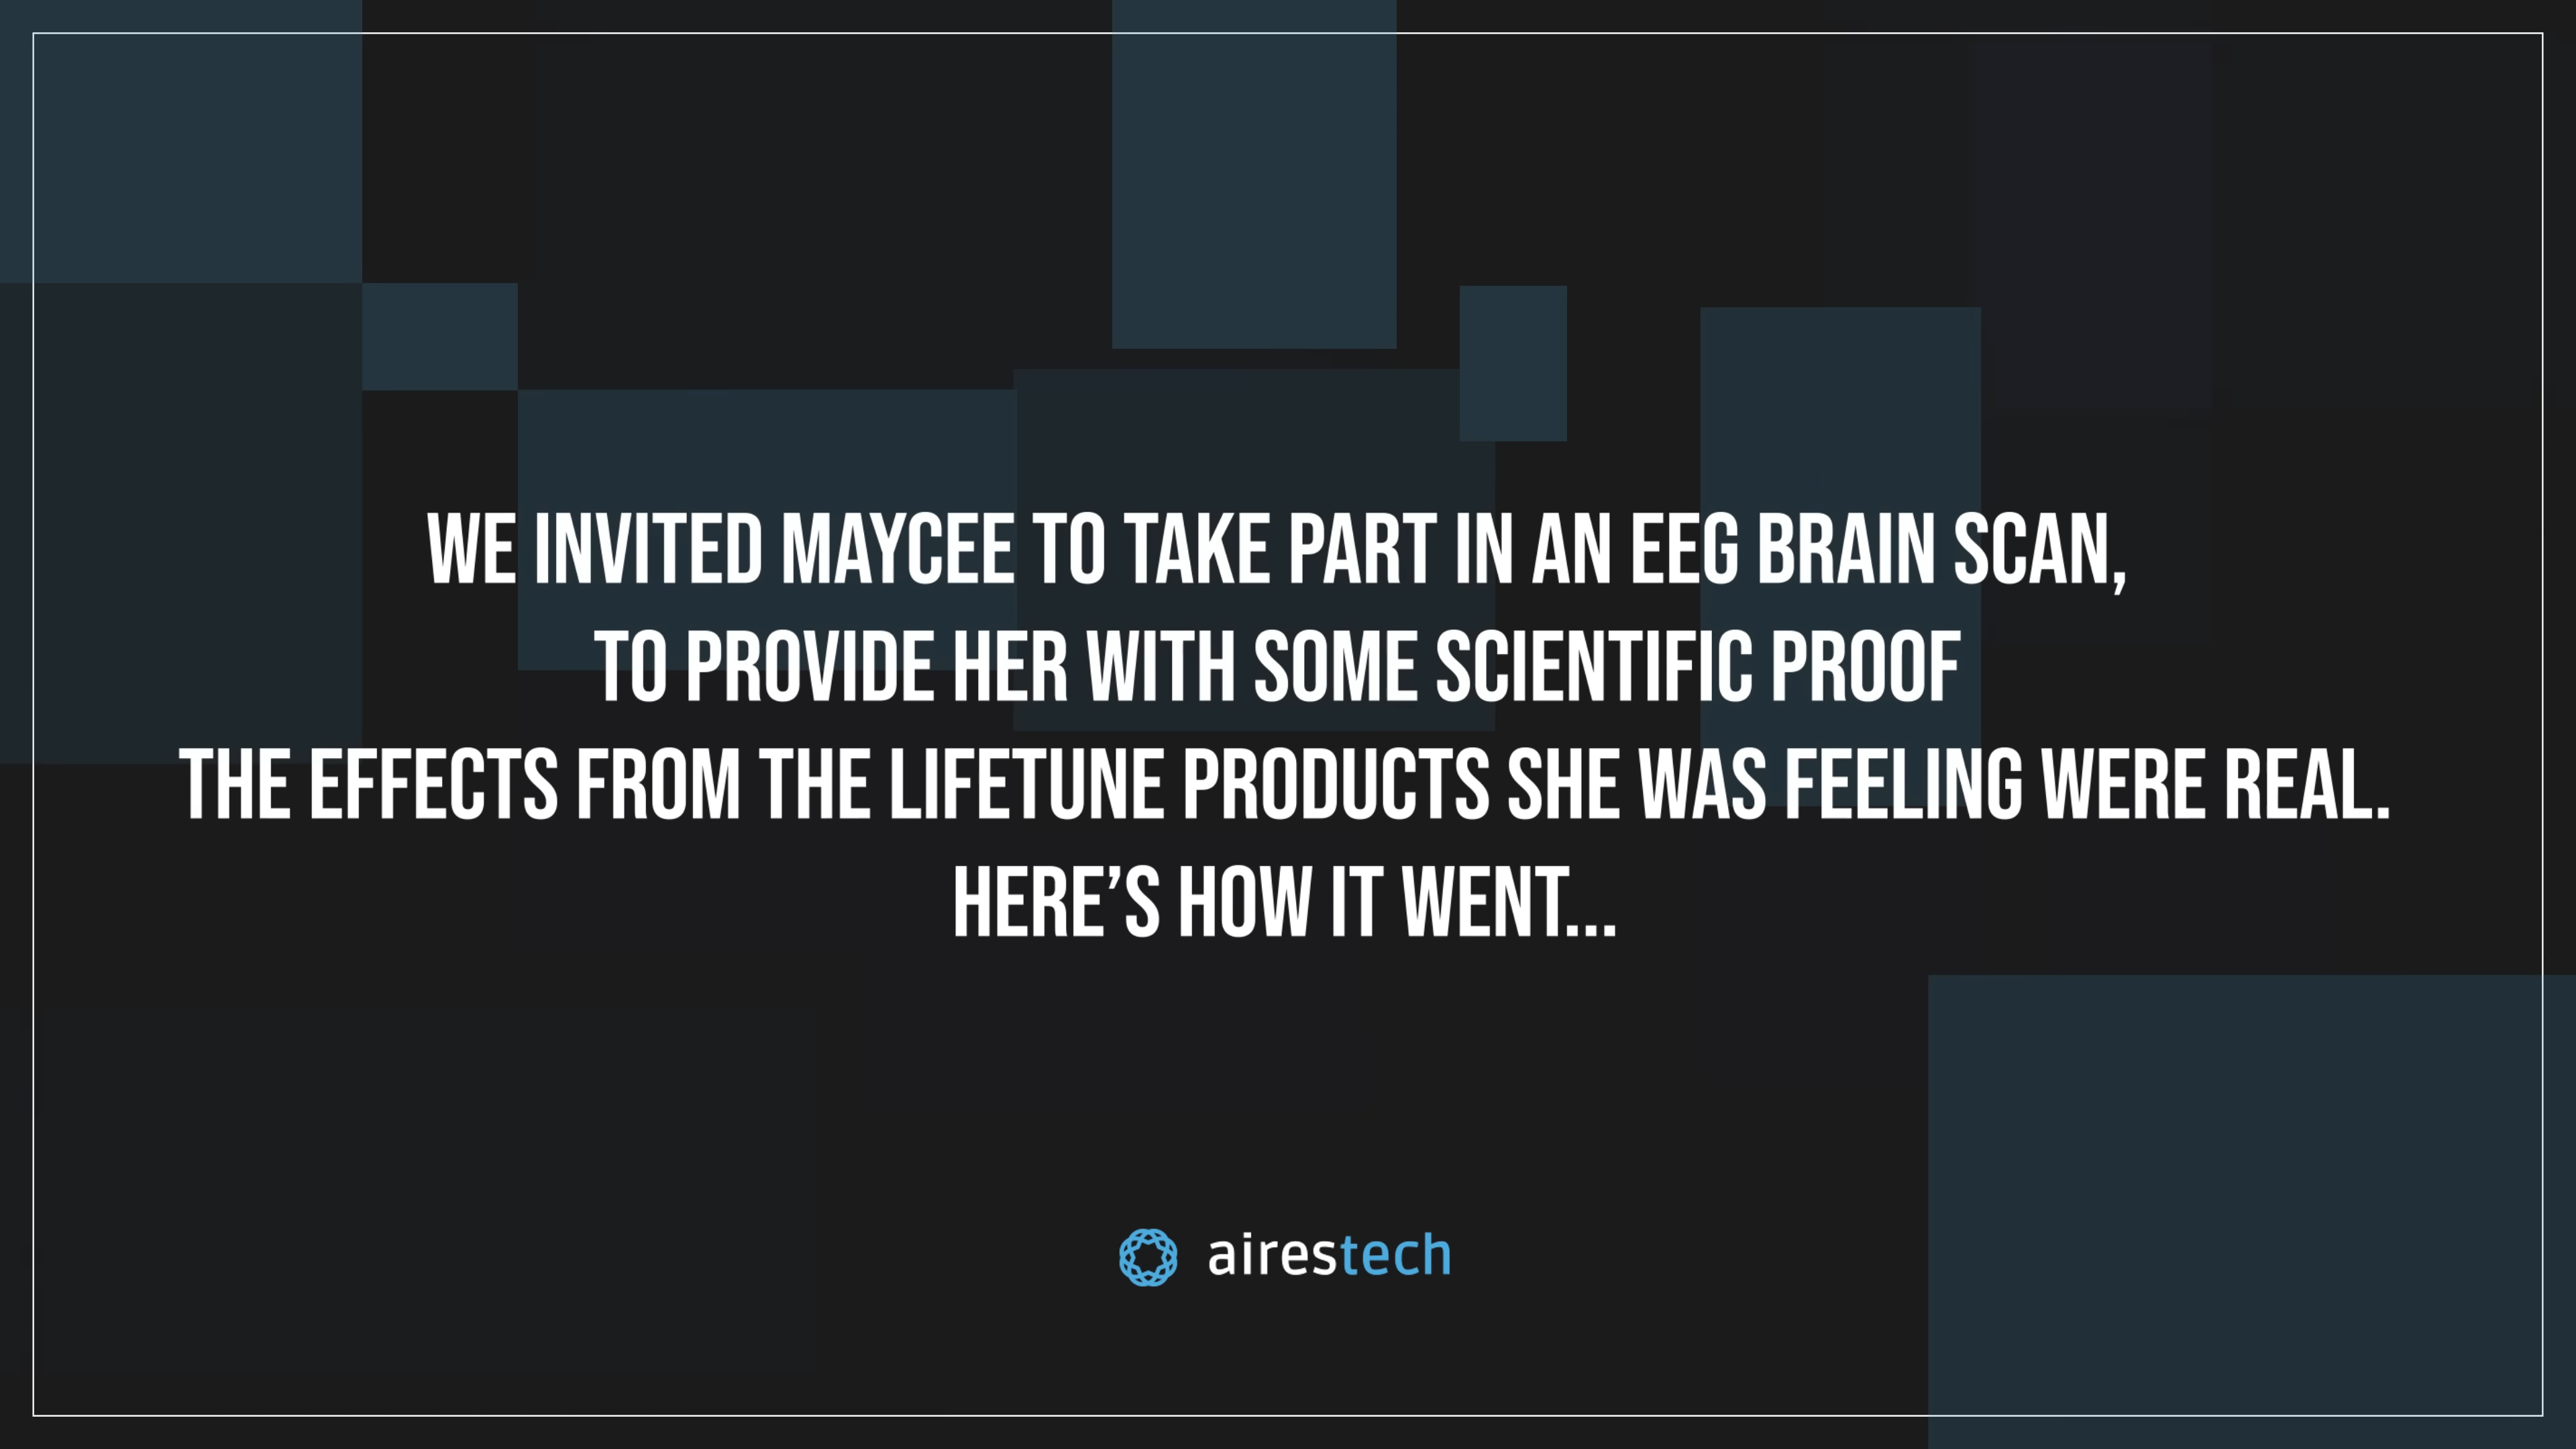 WE INVITED MAYCEE TO TAKE PART IN AN EEG BRAIN SCAN,
TO PROVIDE HER WITH SOME SCIENTIFIC PROOF
THE EFFECTS FROM THE LIFETUNE PRODUCTS SHE WAS FEELING WERE REAL.
HERE’S HOW IT WENT...
airestech